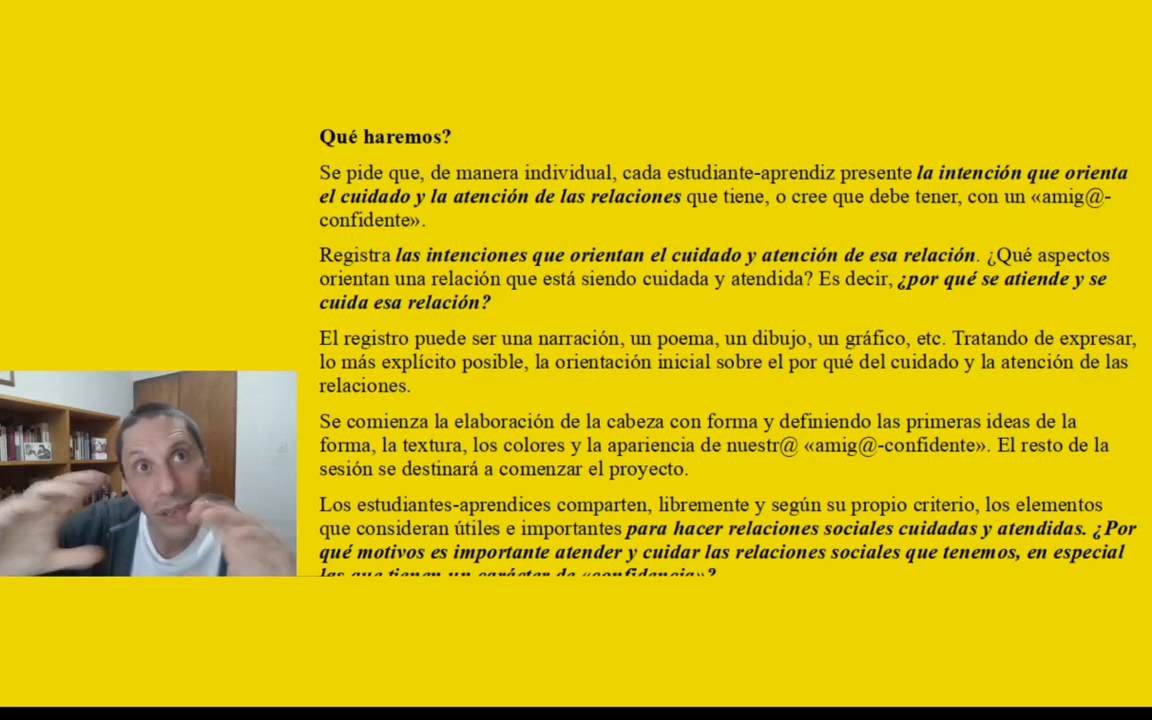 Qué haremos?
Se pide que, de manera individual, cada estudiante-aprendiz presente la intención que orienta
el cuidado y la atención de las relaciones que tiene, o cree que debe tener, con un «amig@-
confidente».
Registra las intenciones que orientan el cuidado y atención de esa relación. ¿Qué aspectos
orientan una relación que está siendo cuidada y atendida? Es decir, ¿por qué se atiende y se
cuida esa relación?
El registro puede ser una narración, un poema, un dibujo, un gráfico, etc. Tratando de expresar,
lo más explícito posible, la orientación inicial sobre el por qué del cuidado y la atención de las
relaciones.
Se comienza la elaboración de la cabeza con forma y definiendo las primeras ideas de la
forma, la textura, los colores y la apariencia de nuestr@ «amig@-confidente». El resto de la
sesión se destinará a comenzar el proyecto.
Los estudiantes-aprendices comparten, libremente y según su propio criterio, los elementos
que consideran útiles e importantes para hacer relaciones sociales cuidadas y atendidas. ¿Por
qué motivos es importante atender y cuidar las relaciones sociales que tenemos, en especial
las que tienen un carácter de «confidencia»?